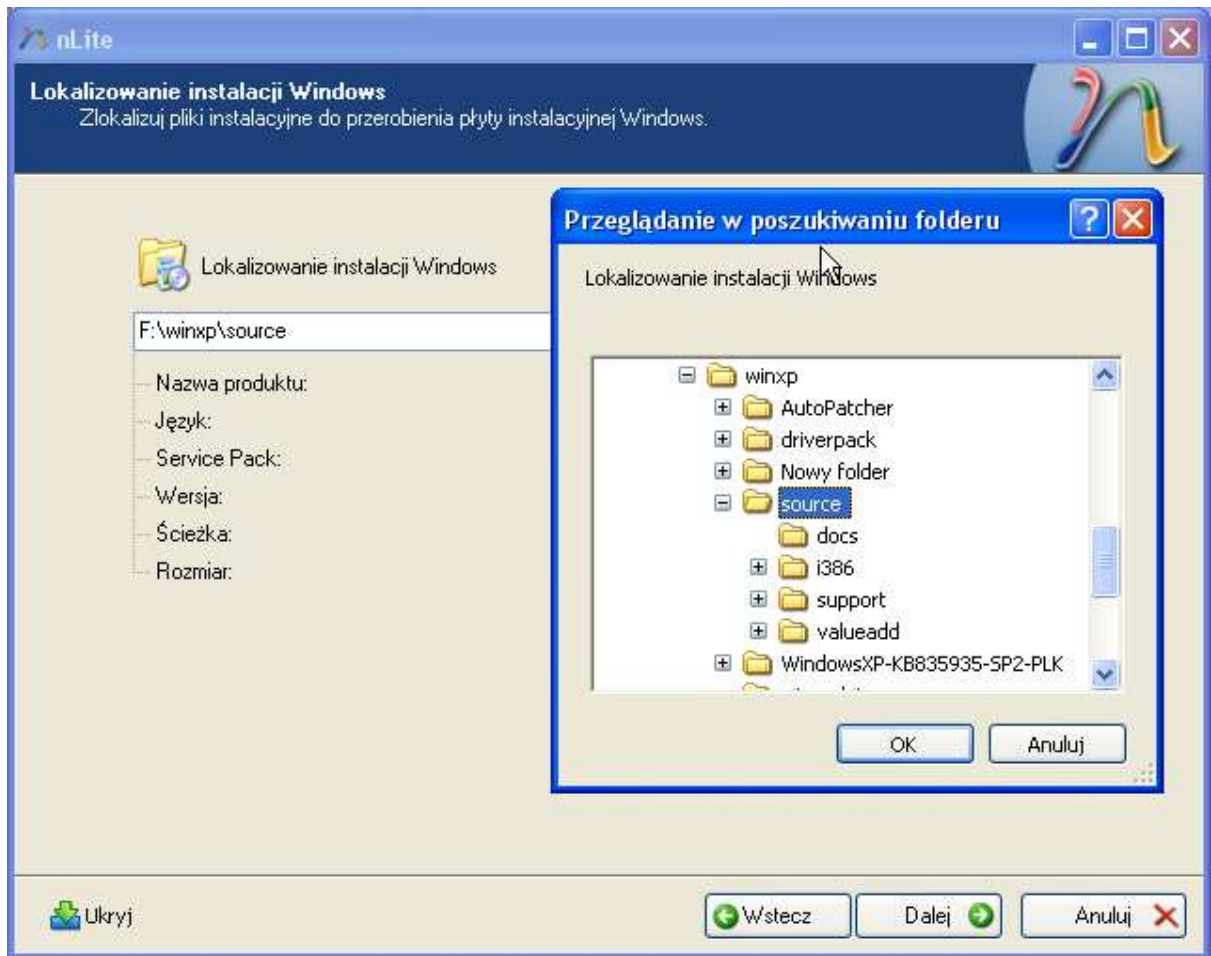 nLite
Lokalizowanie instalacji Windows
Zlokalizuj pliki instalacyjne do przerobienia płyty instalacyjnej Windows.
Lokalizowanie instalacji Windows
F:\winxp\source
Nazwa produktu:
Język:
Service Pack:
Wersja:
Ścieżka:
Rozmiar:
Przeglądanie w poszukiwaniu folderu
Lokalizowanie instalacji Windows
winxp
AutoPatcher
driverpack
Nowy folder
source
docs
i386
support
valueadd
WindowsXP-KB835935-SP2-PLK
OK
Anuluj
Ukryj
Wstecz
Dalej
Anuluj